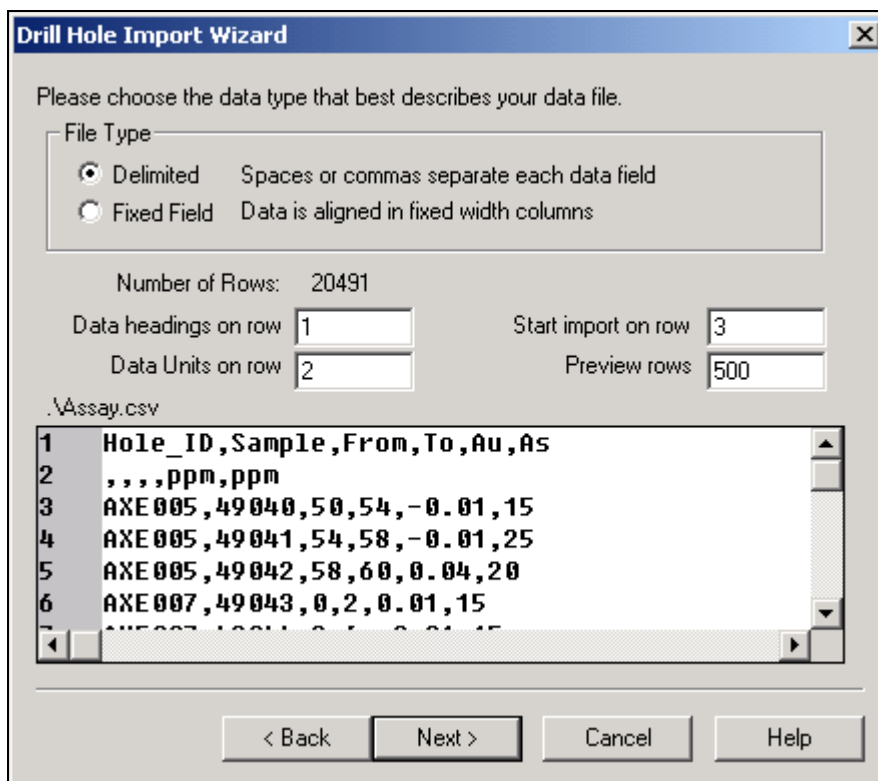 Drill Hole Import Wizard
Please choose the data type that best describes your data file.
File Type
Delimited Spaces or commas separate each data field
Fixed Field Data is aligned in fixed width columns
Number of Rows: 20491
Data headings on row 1 Start import on row 3
Data Units on row 2 Preview rows 500
.\Assay.csv
1 Hole_ID,Sample,From,To,Au,As
2 ,,,,ppm,ppm
3 AXE005,49040,50,54,-0.01,15
4 AXE005,49041,54,58,-0.01,25
5 AXE005,49042,58,60,0.04,20
6 AXE007,49043,0,2,0.01,15
< Back Next > Cancel Help